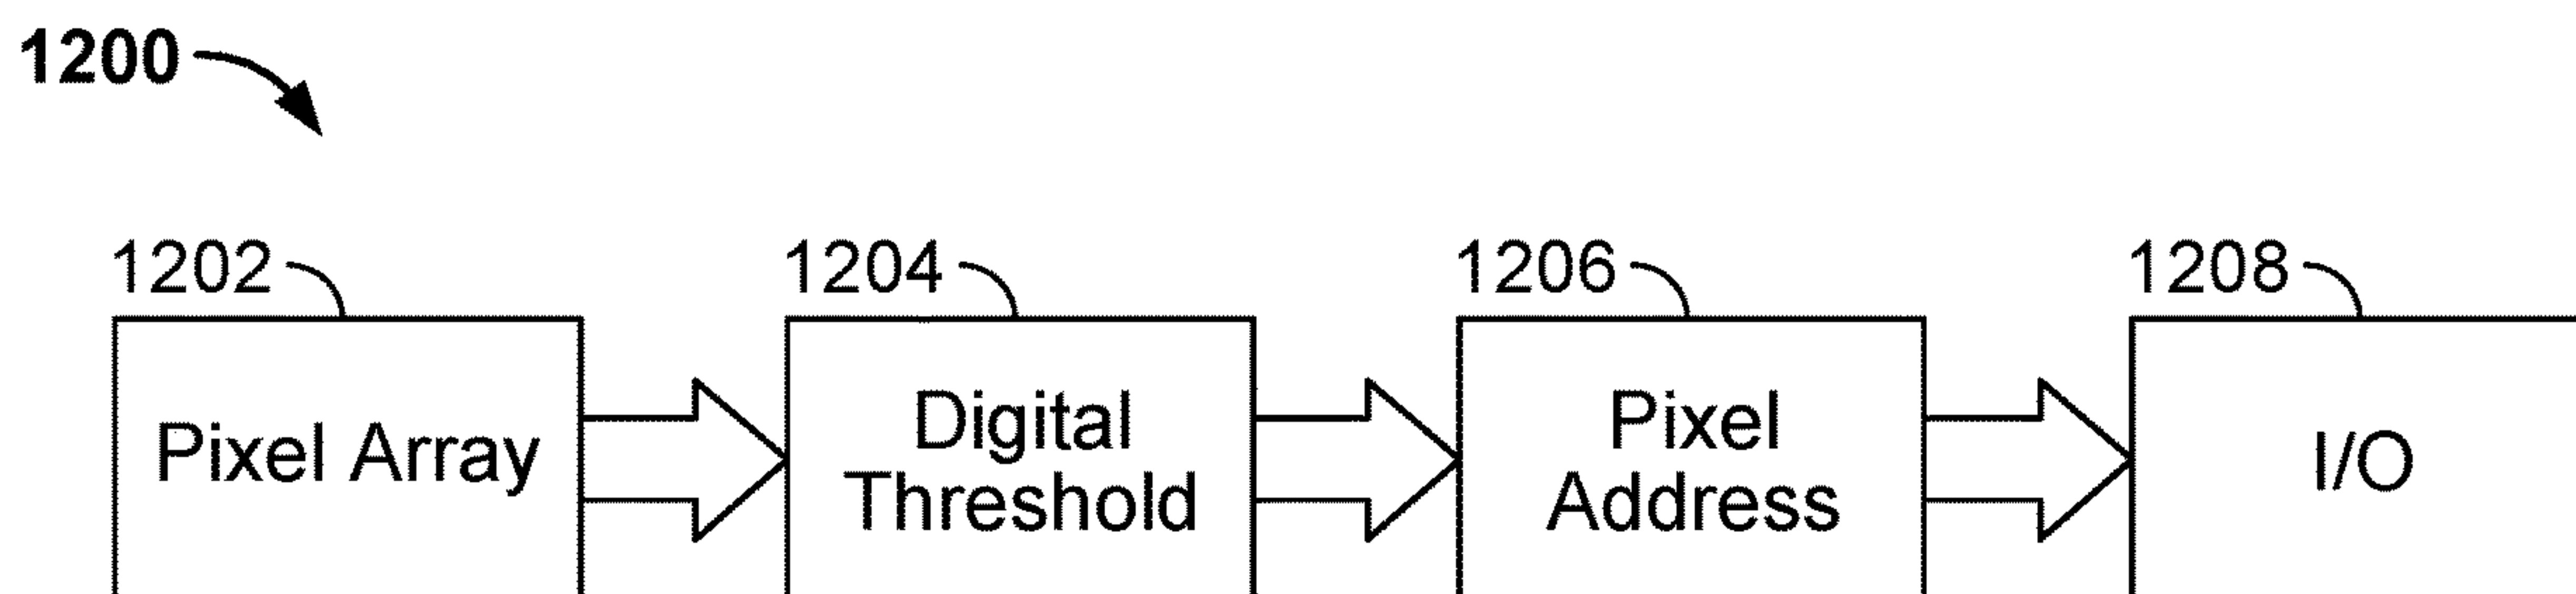 1200
1202
1204
1206
1208
Pixel Array
Digital
Threshold
Pixel
Address
I/O